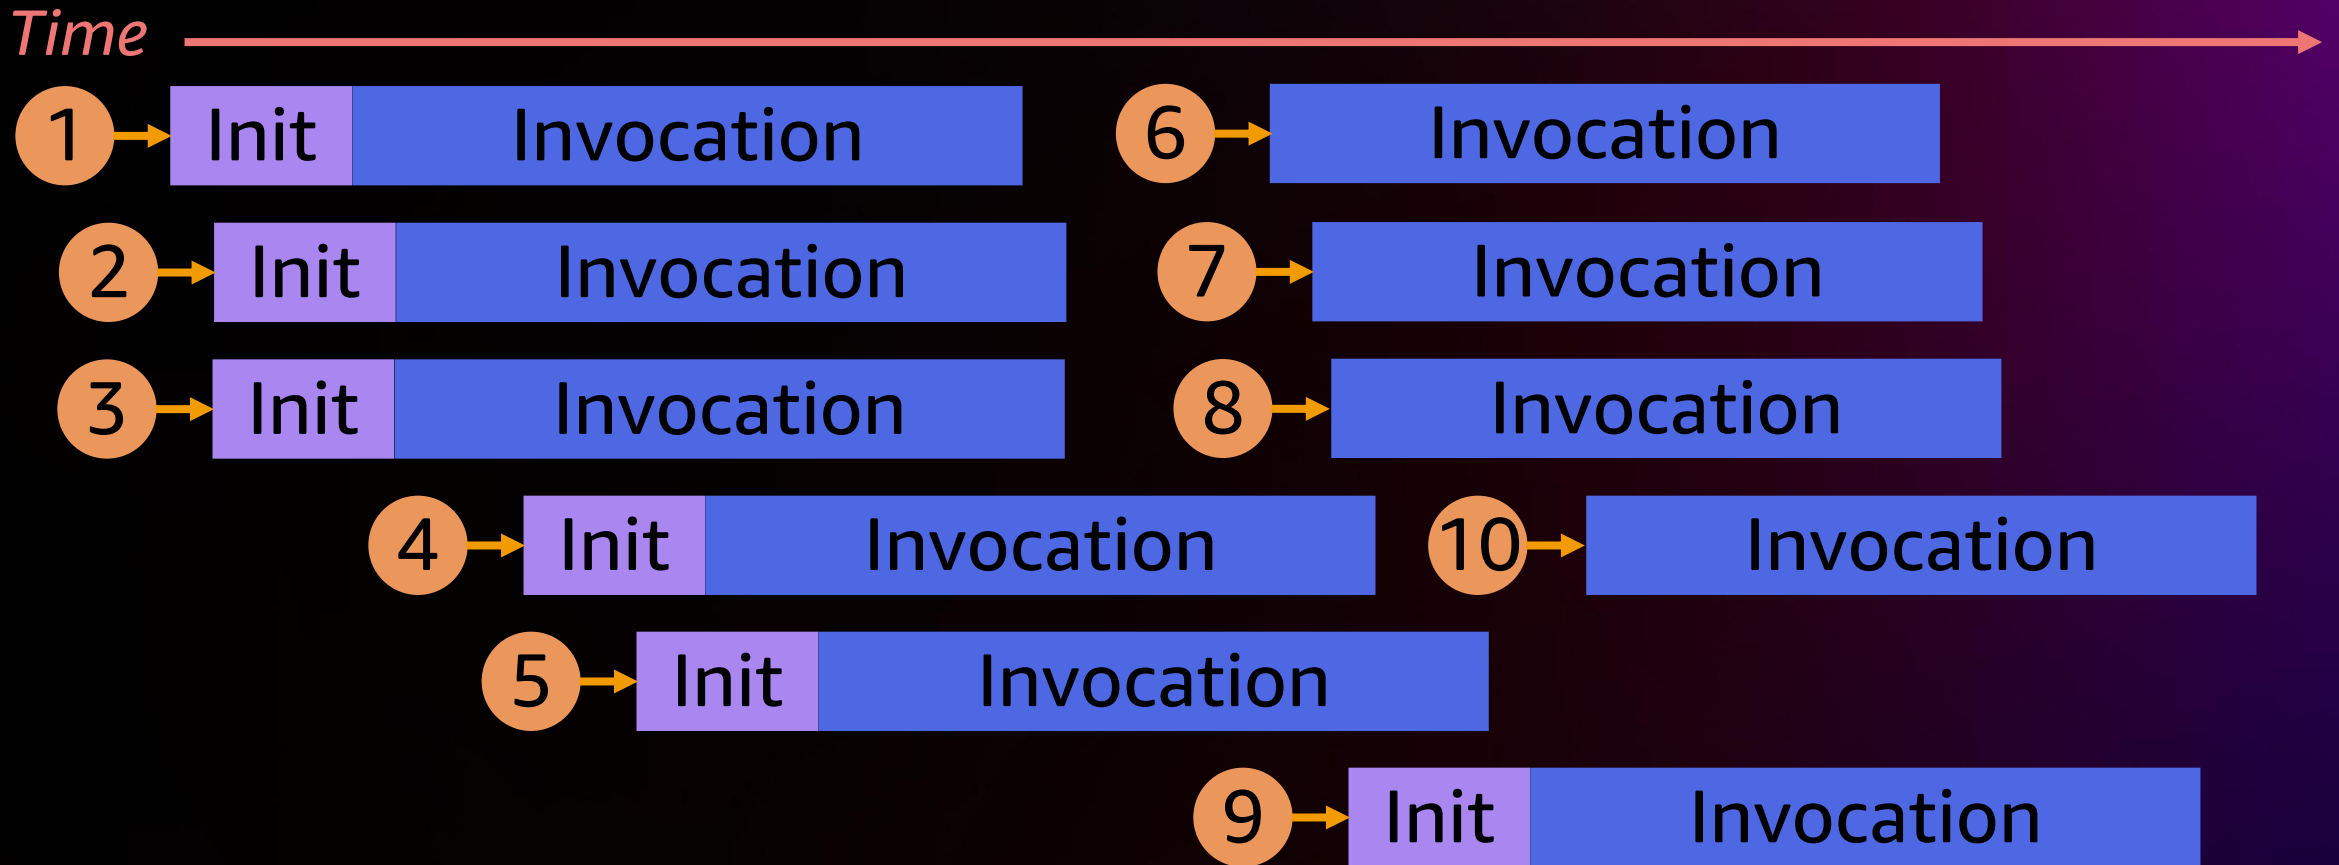 Time
1 Init Invocation 6 Invocation
2 Init Invocation 7 Invocation
3 Init Invocation 8 Invocation
4 Init Invocation 10 Invocation
5 Init Invocation
9 Init Invocation